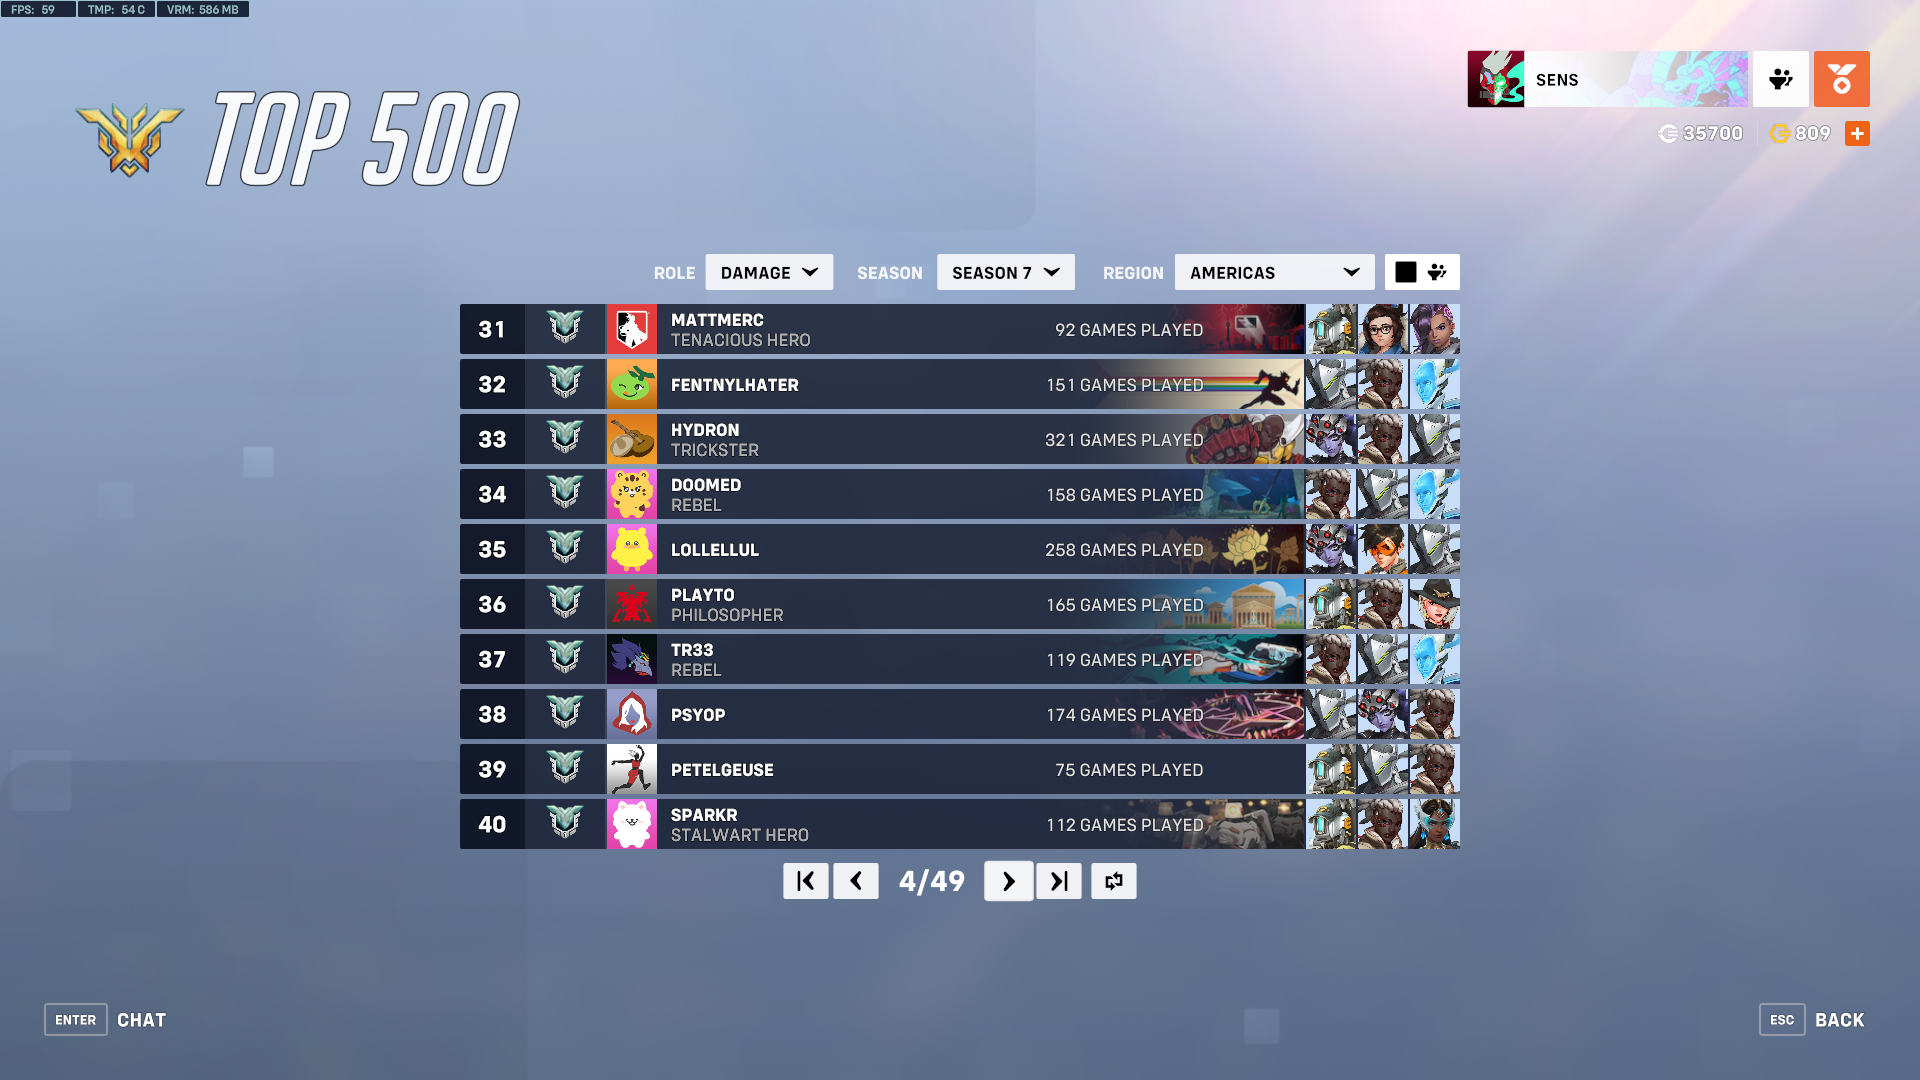 FPS: 59 TMP: 54 C VRM: 586 MB
TOP 500
SENS
35700 809
ROLE DAMAGE SEASON SEASON 7 REGION AMERICAS
31 MATTMERC 92 GAMES PLAYED
TENACIOUS HERO
32 FENTNYLHATER 151 GAMES PLAYED
33 HYDRON 321 GAMES PLAYED
TRICKSTER
34 DOOMED 158 GAMES PLAYED
REBEL
35 LOLLELLUL 258 GAMES PLAYED
36 PLAYTO 165 GAMES PLAYED
PHILOSOPHER
37 TR33 119 GAMES PLAYED
REBEL
38 PSYOP 174 GAMES PLAYED
39 PETELGEUSE 75 GAMES PLAYED
40 SPARKR 112 GAMES PLAYED
STALWART HERO
4/49
ENTER CHAT
ESC BACK